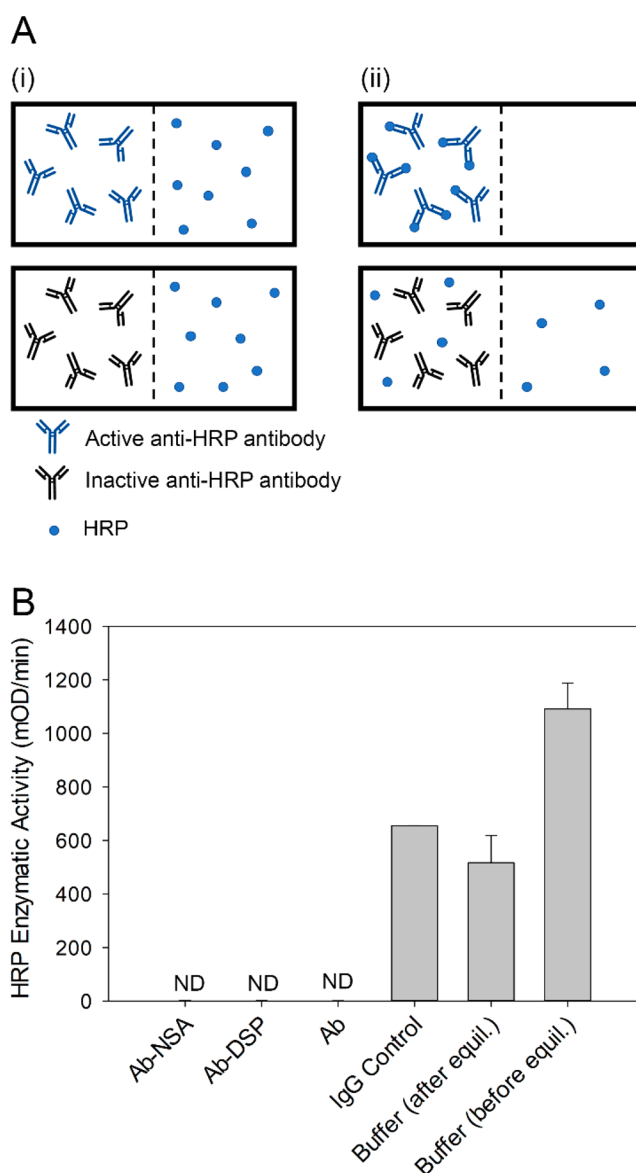 A
(i)
(ii)
Active anti-HRP antibody
Inactive anti-HRP antibody
HRP
B
HRP Enzymatic Activity (mOD/min)
1400
1200
1000
800
600
400
200
0
ND
ND
ND
Ab-NSA
Ab-DSP
Ab
IgG Control
Buffer (after equil.)
Buffer (before equil.)